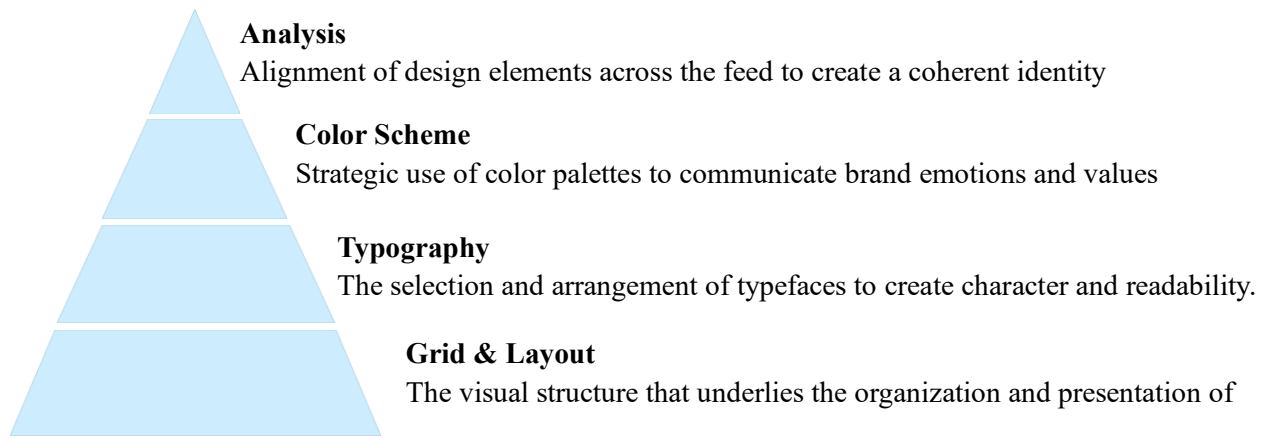 Analysis
Alignment of design elements across the feed to create a coherent identity
Color Scheme
Strategic use of color palettes to communicate brand emotions and values
Typography
The selection and arrangement of typefaces to create character and readability.
Grid & Layout
The visual structure that underlies the organization and presentation of